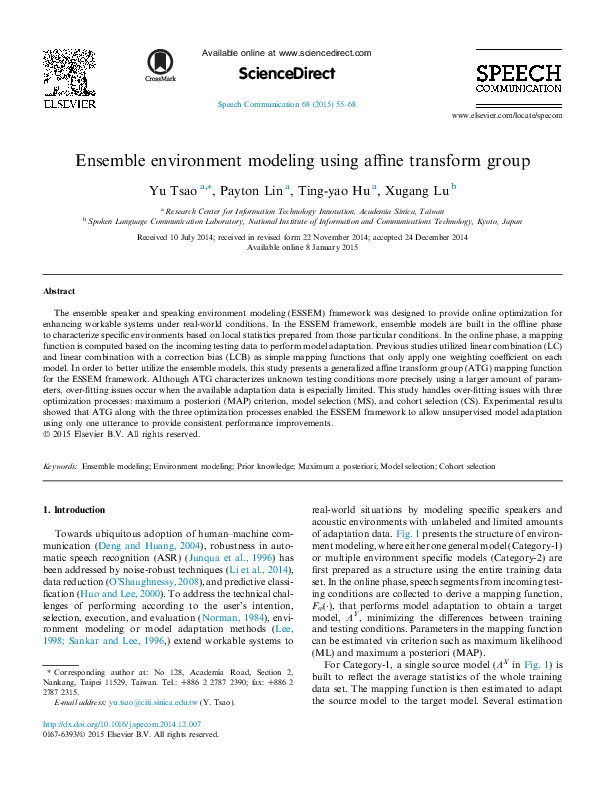 Available online at www.sciencedirect.com
CrossMark
ScienceDirect
ELSEVIER
SPEECH
COMMUNICATION
Speech Communication 68 (2015) 55–68
www.elsevier.com/locate/specom
Ensemble environment modeling using affine transform group
Yu Tsao a,*, Payton Lin a, Ting-yao Hu a, Xugang Lu b
a Research Center for Information Technology Innovation, Academia Sinica, Taiwan
b Spoken Language Communication Laboratory, National Institute of Information and Communications Technology, Kyoto, Japan
Received 10 July 2014; received in revised form 22 November 2014; accepted 24 December 2014
Available online 8 January 2015
Abstract
The ensemble speaker and speaking environment modeling (ESSEM) framework was designed to provide online optimization for
enhancing workable systems under real-world conditions. In the ESSEM framework, ensemble models are built in the offline phase
to characterize specific environments based on local statistics prepared from those particular conditions. In the online phase, a mapping
function is computed based on the incoming testing data to perform model adaptation. Previous studies utilized linear combination (LC)
and linear combination with a correction bias (LCB) as simple mapping functions that only apply one weighting coefficient on each
model. In order to better utilize the ensemble models, this study presents a generalized affine transform group (ATG) mapping function
for the ESSEM framework. Although ATG characterizes unknown testing conditions more precisely using a larger amount of param-
eters, over-fitting issues occur when the available adaptation data is especially limited. This study handles over-fitting issues with three
optimization processes: maximum a posteriori (MAP) criterion, model selection (MS), and cohort selection (CS). Experimental results
showed that ATG along with the three optimization processes enabled the ESSEM framework to allow unsupervised model adaptation
using only one utterance to provide consistent performance improvements.
© 2015 Elsevier B.V. All rights reserved.
Keywords: Ensemble modeling; Environment modeling; Prior knowledge; Maximum a posteriori; Model selection; Cohort selection
1. Introduction
Towards ubiquitous adoption of human–machine com-
munication (Deng and Huang, 2004), robustness in auto-
matic speech recognition (ASR) (Junqua et al., 1996) has
been addressed by noise-robust techniques (Li et al., 2014),
data reduction (O'Shaughnessy, 2008), and predictive classi-
fication (Huo and Lee, 2000). To address the technical chal-
lenges of performing according to the user's intention,
selection, execution, and evaluation (Norman, 1984), envi-
ronment modeling or model adaptation methods (Lee,
1998; Sankar and Lee, 1996,) extend workable systems to
* Corresponding author at: No 128, Academia Road, Section 2,
Nankang, Taipei 11529, Taiwan. Tel.: +886 2 2787 2390; fax: +886 2
2787 2315.
E-mail address: yu.tsao@citi.sinica.edu.tw (Y. Tsao).
real-world situations by modeling specific speakers and
acoustic environments with unlabeled and limited amounts
of adaptation data. Fig. 1 presents the structure of environ-
ment modeling, where either one general model (Category-1)
or multiple environment specific models (Category-2) are
first prepared as a structure using the entire training data
set. In the online phase, speech segments from incoming test-
ing conditions are collected to derive a mapping function,
Fφ(·), that performs model adaptation to obtain a target
model, Λ^Y, minimizing the differences between training
and testing conditions. Parameters in the mapping function
can be estimated via criterion such as maximum likelihood
(ML) and maximum a posteriori (MAP).
For Category-1, a single source model (Λ^X in Fig. 1) is
built to reflect the average statistics of the whole training
data set. The mapping function is then estimated to adapt
the source model to the target model. Several estimation
http://dx.doi.org/10.1016/j.specom.2014.12.007
0167-6393/© 2015 Elsevier B.V. All rights reserved.